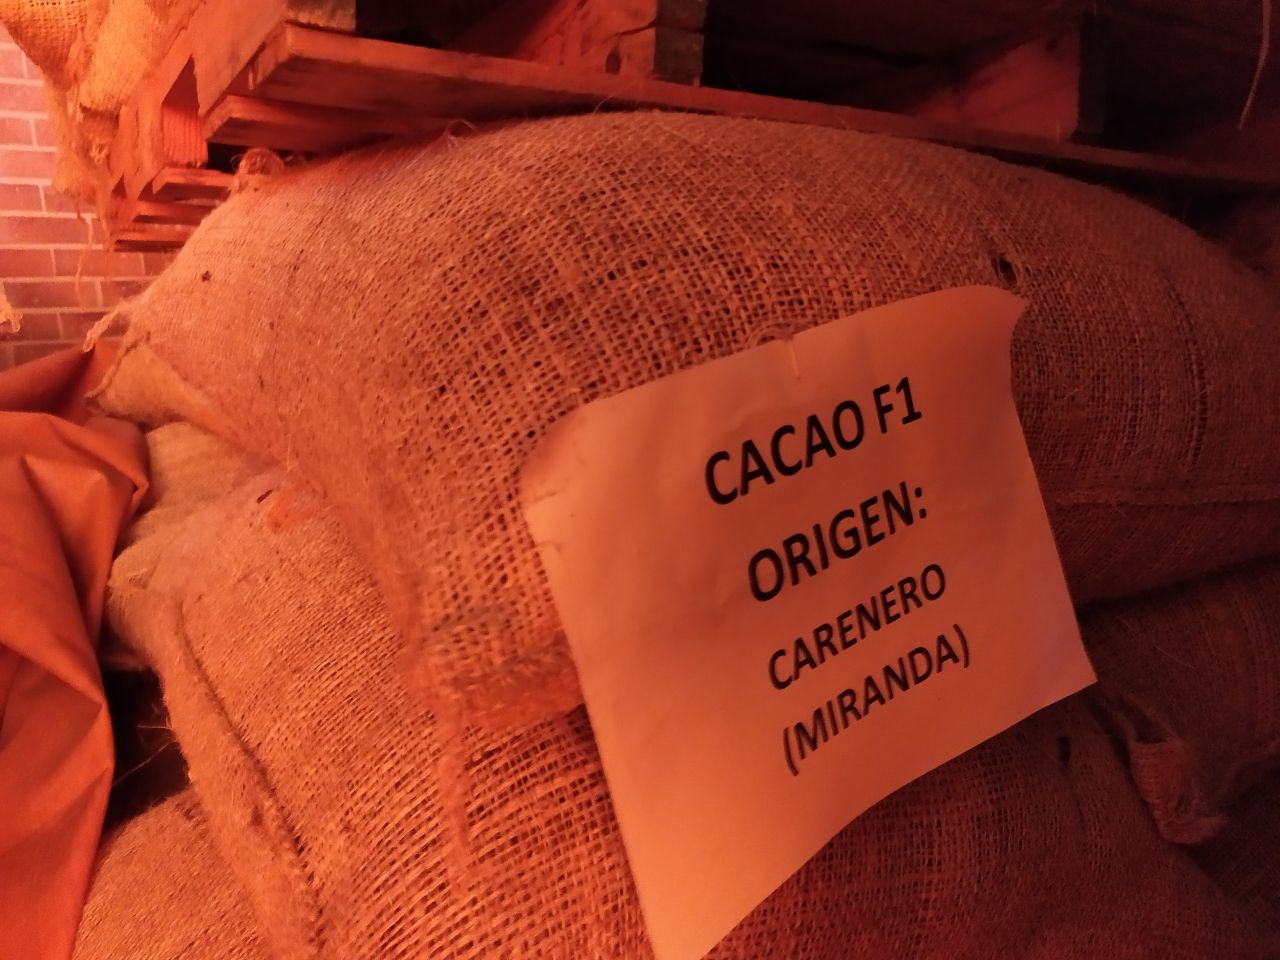 CACAO F1
ORIGEN:
CARENERO
(MIRANDA)